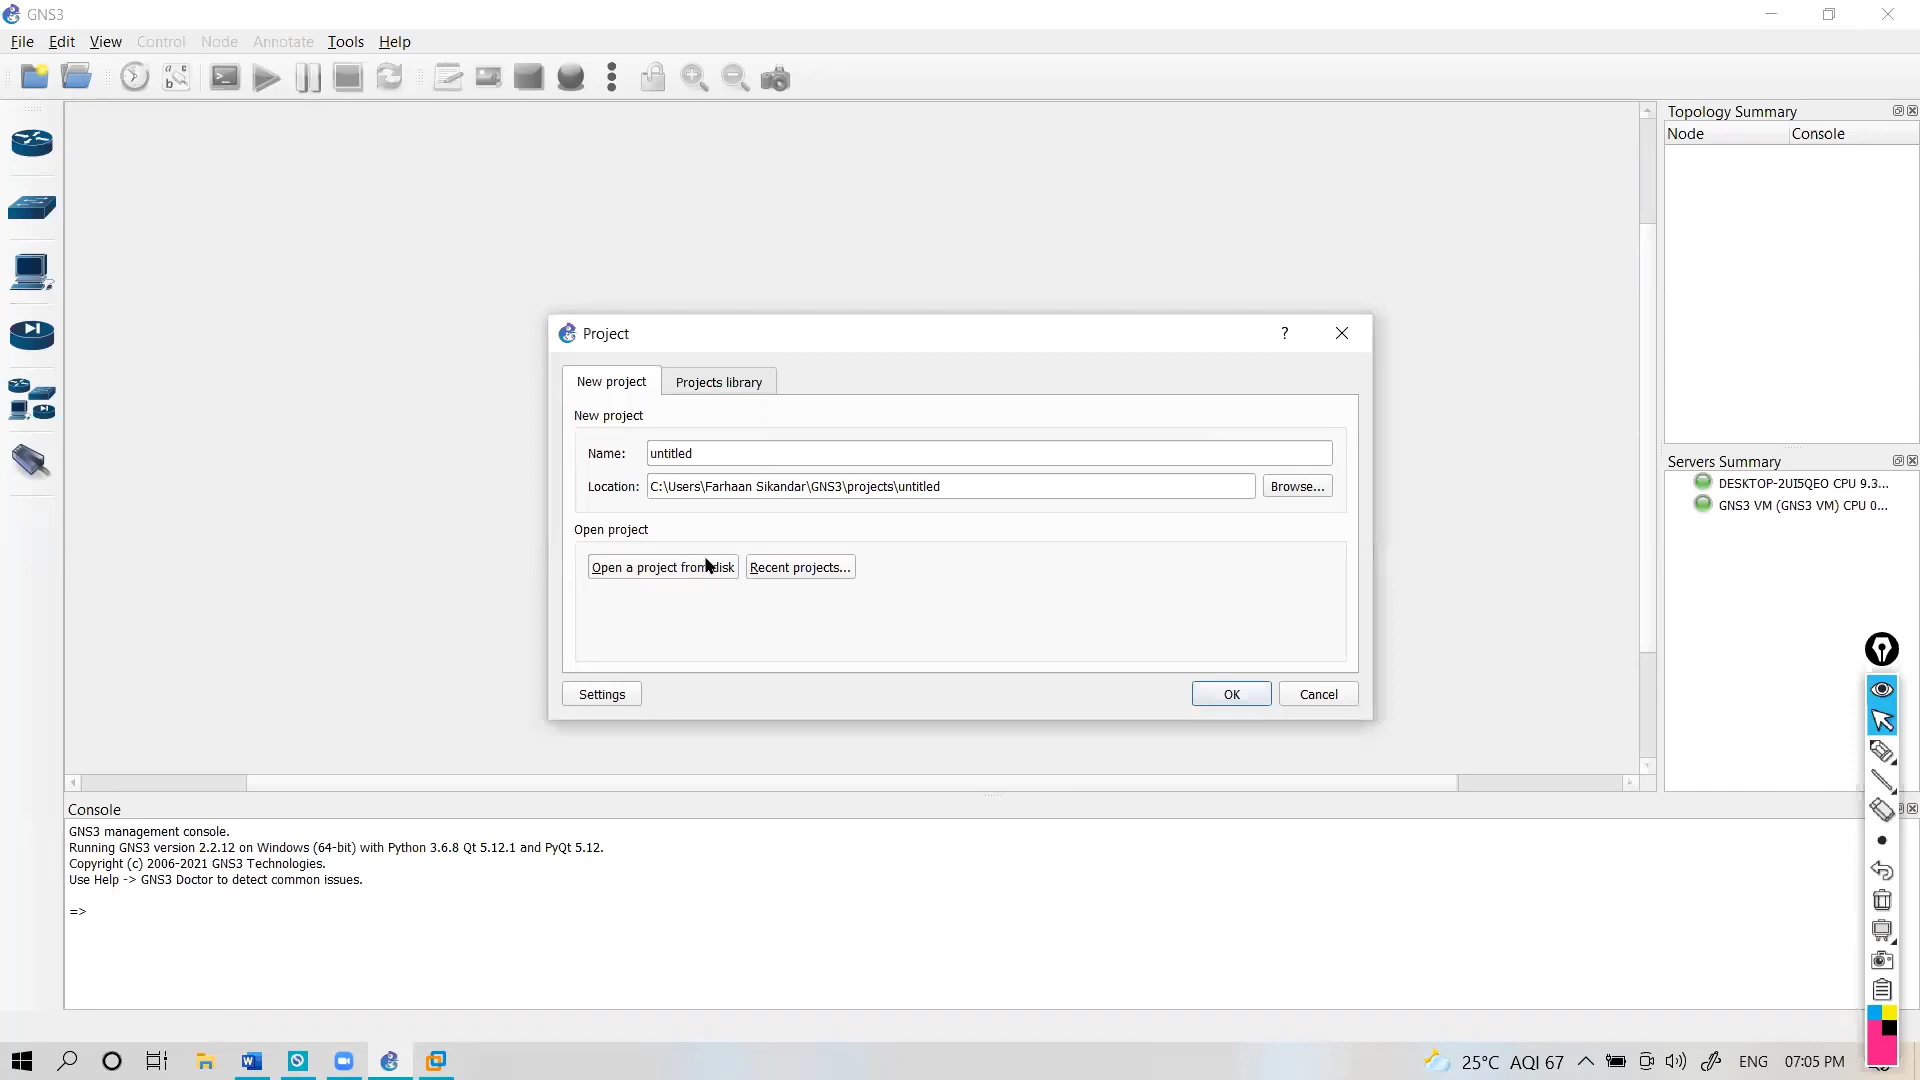 GNS3
File Edit View Control Node Annotate Tools Help
a b c
Topology Summary
Node Console
Project ?
New project Projects library
New project
Name: untitled
Location: C:\Users\Farhaan Sikandar\GNS3\projects\untitled Browse...
Open project
Open a project from disk Recent projects...
Settings OK Cancel
Servers Summary
DESKTOP-2UI5QEO CPU 9.3...
GNS3 VM (GNS3 VM) CPU 0...
Console
GNS3 management console.
Running GNS3 version 2.2.12 on Windows (64-bit) with Python 3.6.8 Qt 5.12.1 and PyQt 5.12.
Copyright (c) 2006-2021 GNS3 Technologies.
Use Help -> GNS3 Doctor to detect common issues.
=>
25°C AQI 67 ENG 07:05 PM